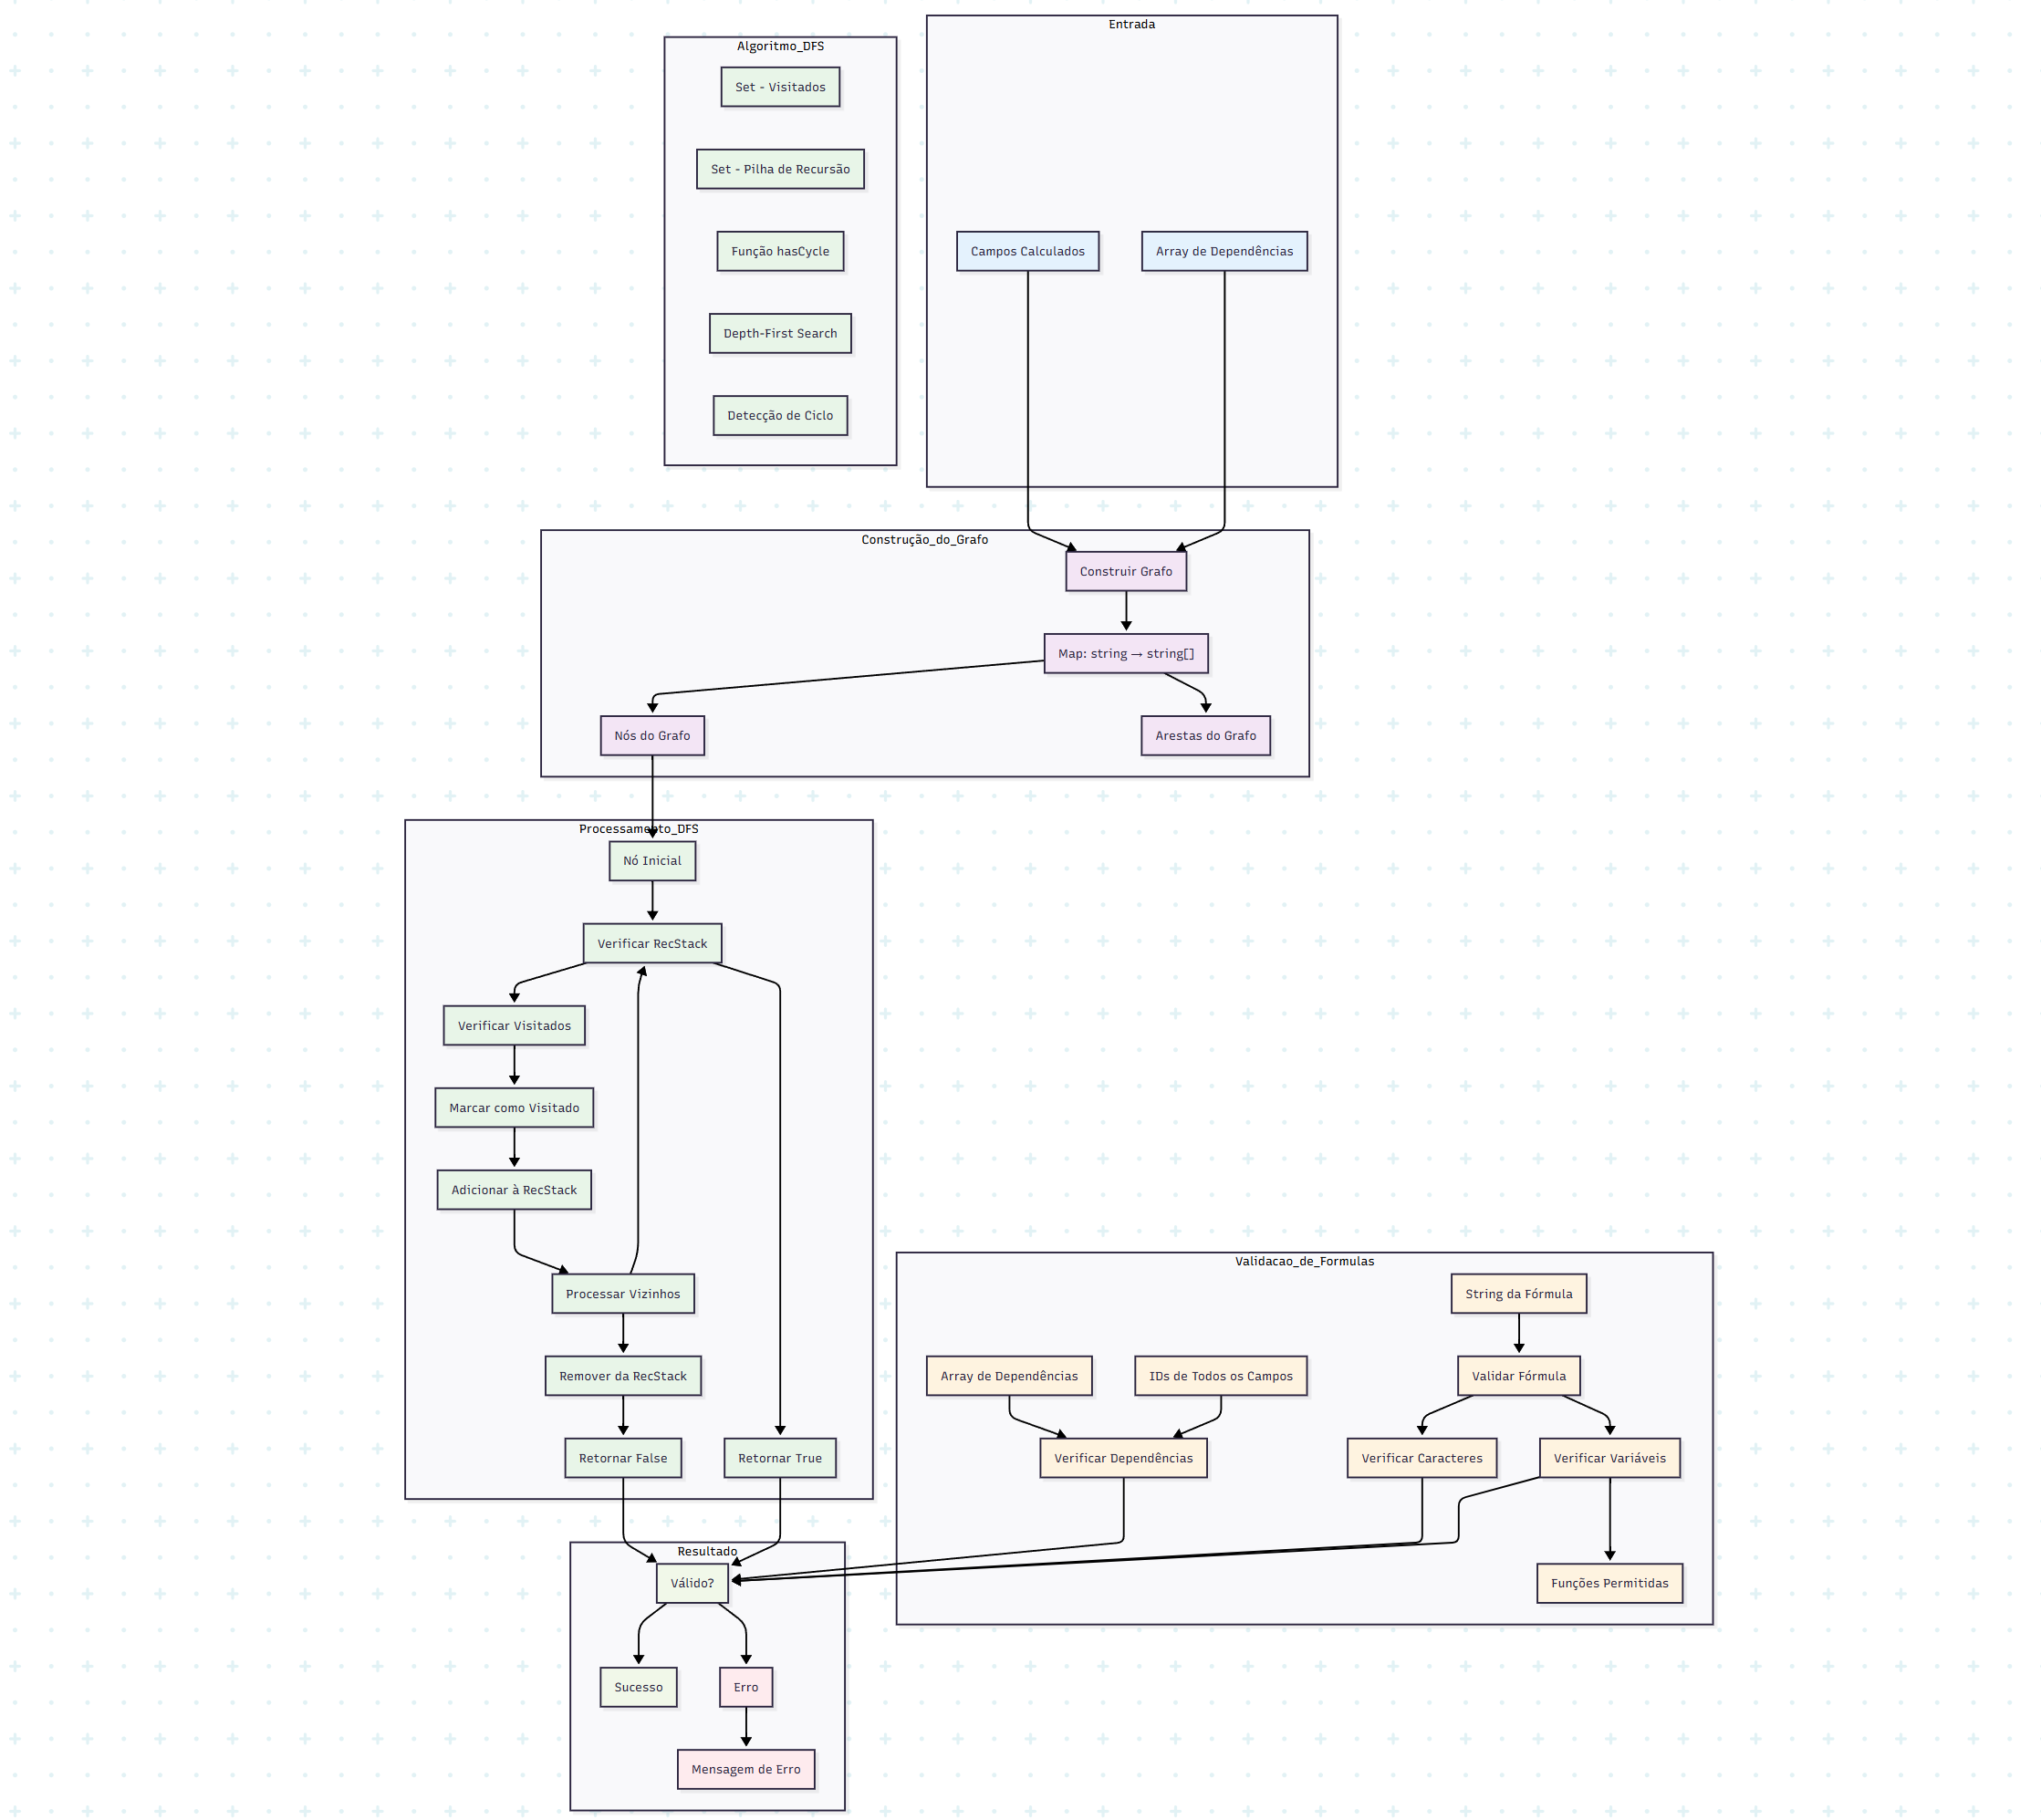 Entrada
Algoritmo_DFS
Set - Visitados
Set - Pilha de Recursão
Função hasCycle
Depth-First Search
Detecção de Ciclo
Campos Calculados
Array de Dependências
Construção_do_Grafo
Construir Grafo
Map: string → string[]
Nós do Grafo
Arestas do Grafo
Processamento_DFS
Nó Inicial
Verificar RecStack
Verificar Visitados
Marcar como Visitado
Adicionar à RecStack
Processar Vizinhos
Remover da RecStack
Retornar False
Retornar True
Validacao_de_Formulas
String da Fórmula
Array de Dependências
IDs de Todos os Campos
Validar Fórmula
Verificar Dependências
Verificar Caracteres
Verificar Variáveis
Funções Permitidas
Resultado
Válido?
Sucesso
Erro
Mensagem de Erro